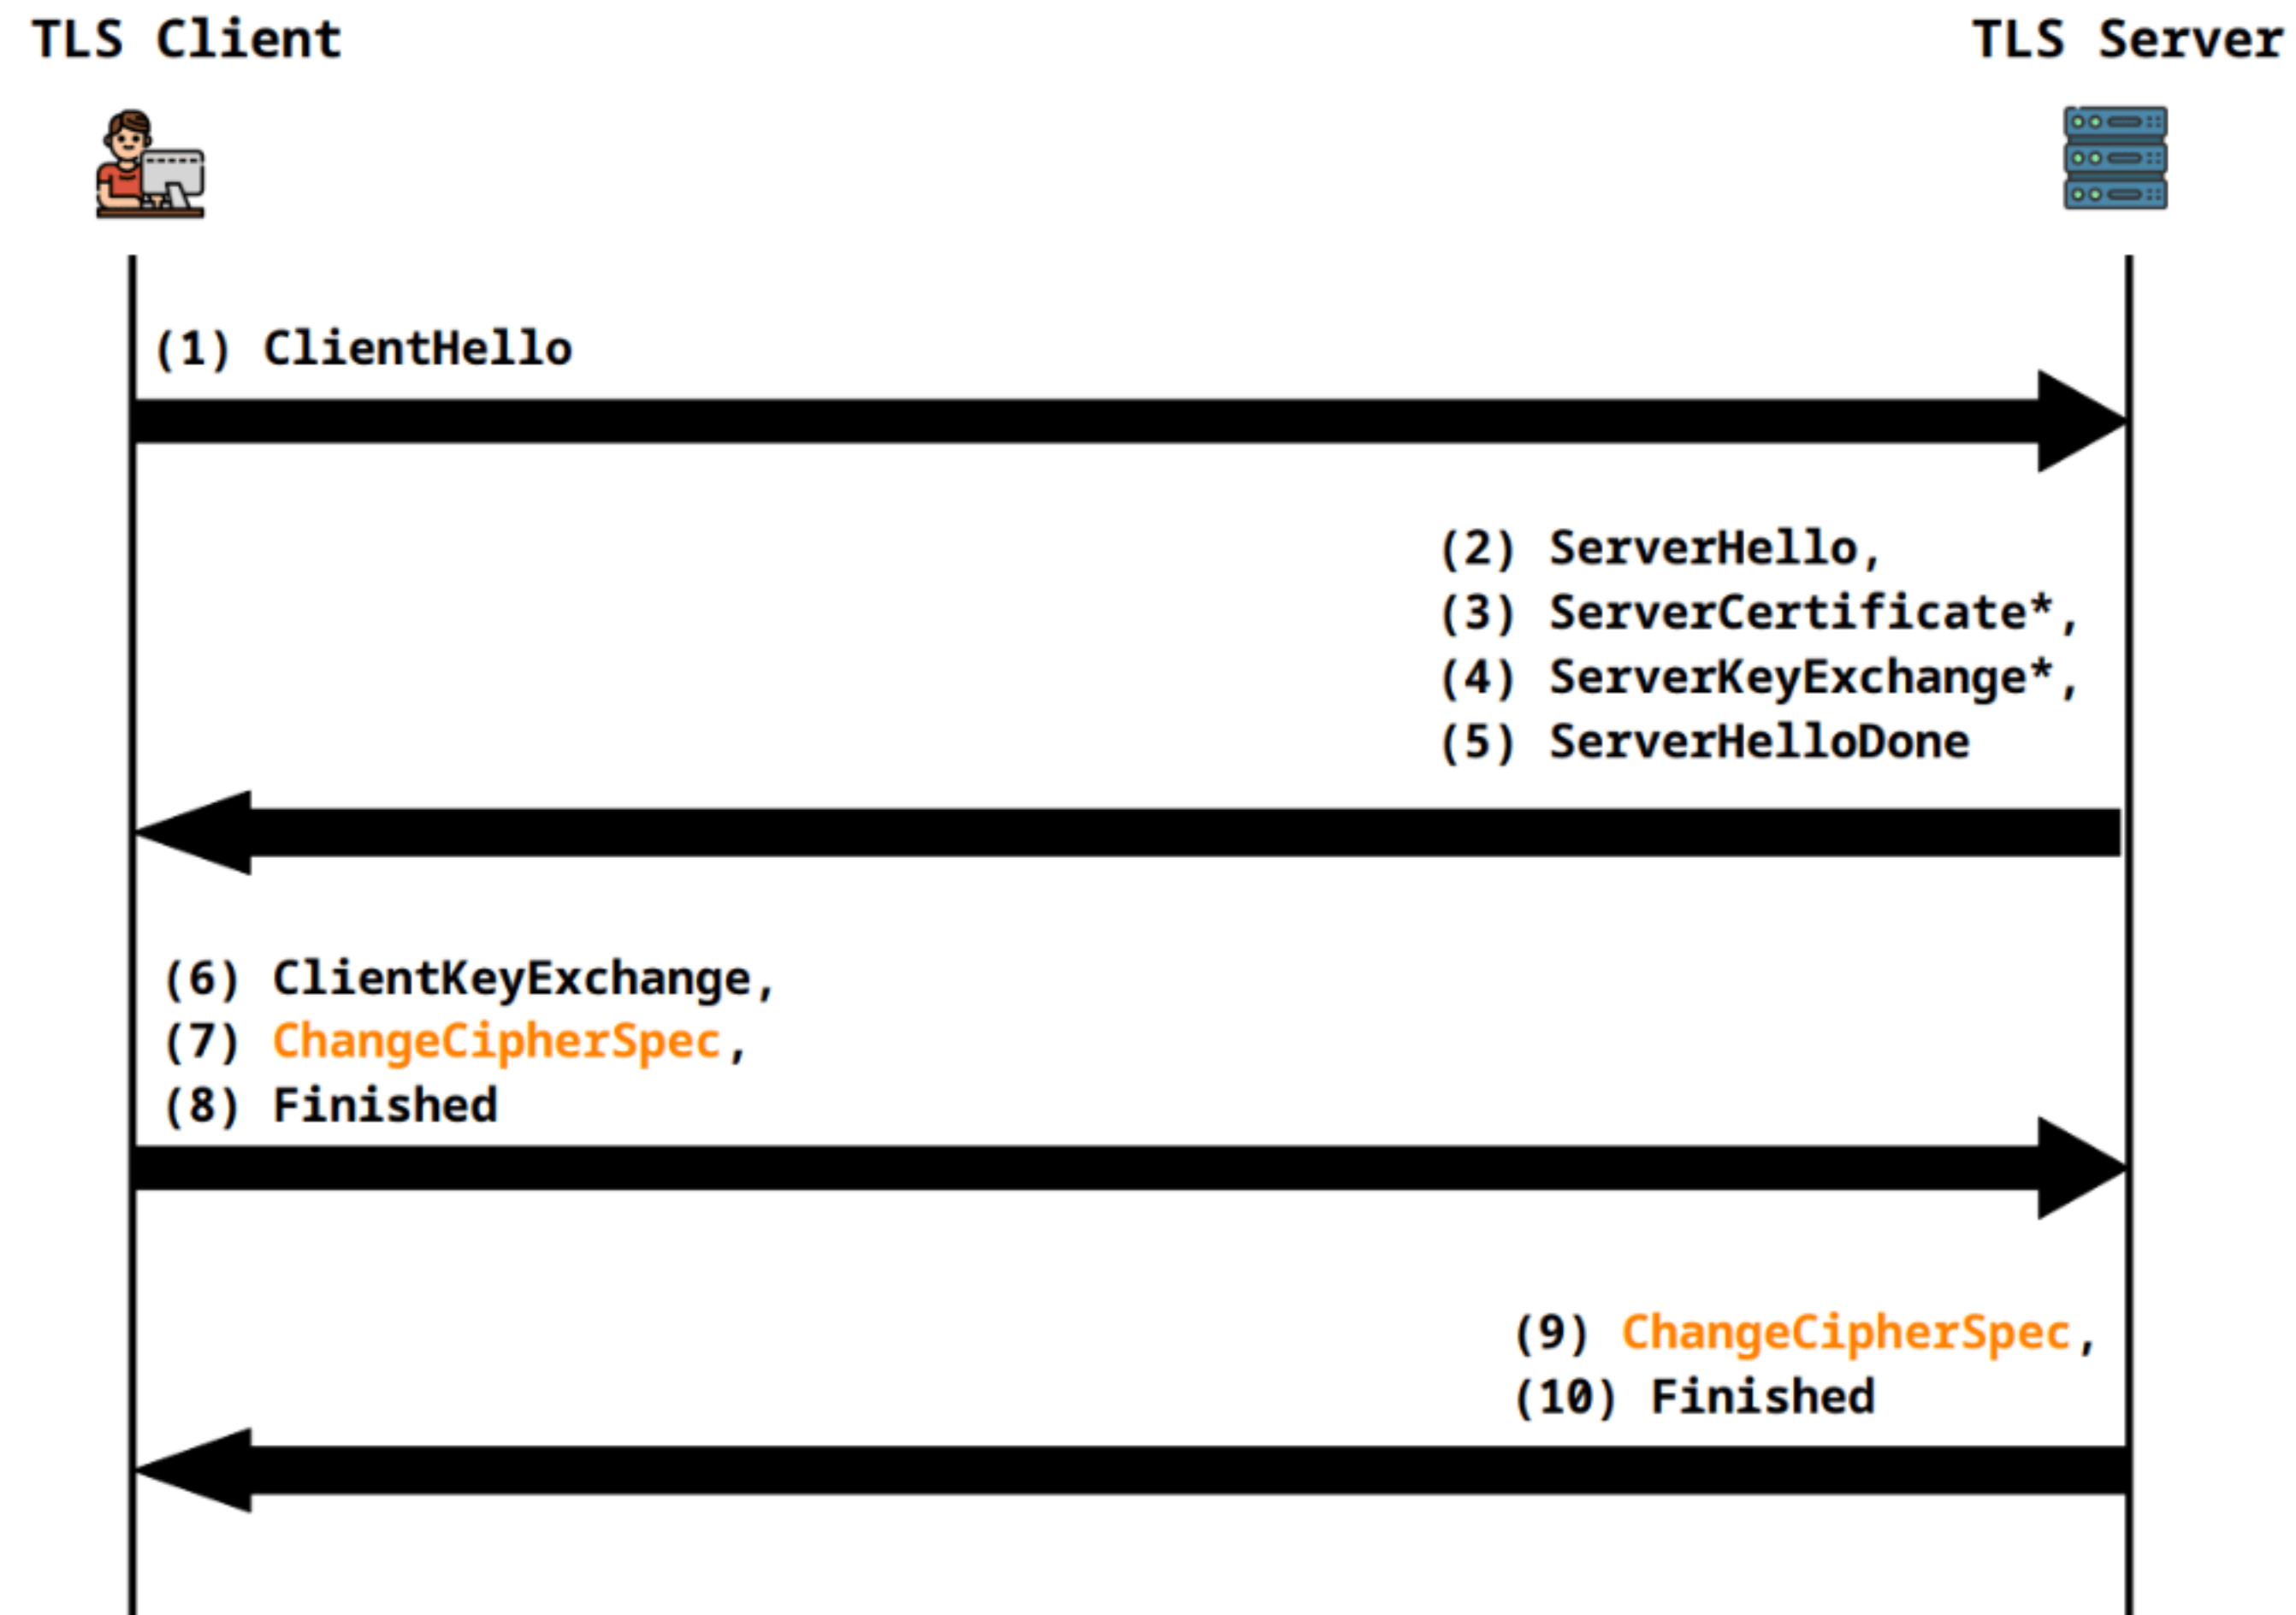 TLS Client
TLS Server
(1) ClientHello
(2) ServerHello,
(3) ServerCertificate*,
(4) ServerKeyExchange*,
(5) ServerHelloDone
(6) ClientKeyExchange,
(7) ChangeCipherSpec,
(8) Finished
(9) ChangeCipherSpec,
(10) Finished